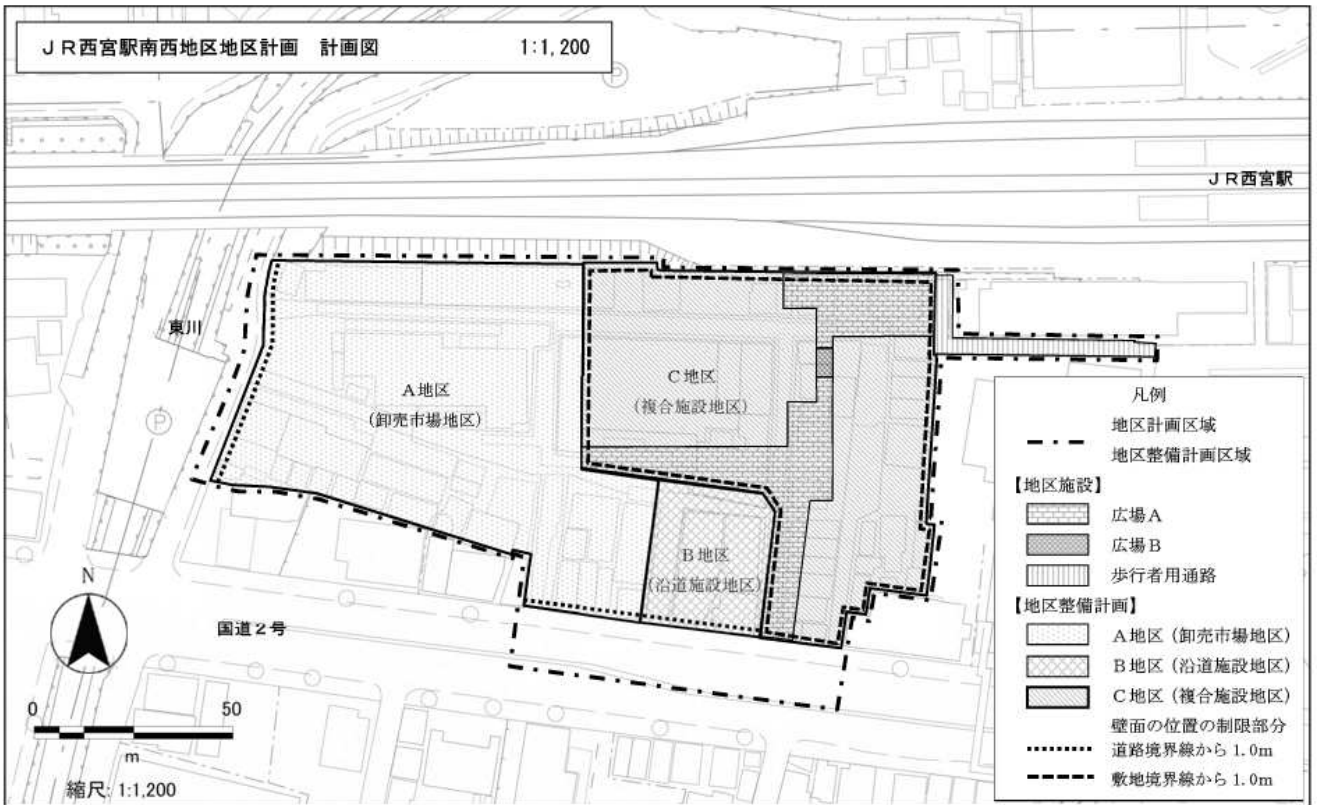 JR西宮駅南西地区地区計画 計画図 1:1,200
P
JR西宮駅
東川
P
A地区
(卸売市場地区)
C地区
(複合施設地区)
B地区
(沿道施設地区)
国道2号
N
0 50
m
縮尺: 1:1,200
凡例
地区計画区域
地区整備計画区域
【地区施設】
広場A
広場B
歩行者用通路
【地区整備計画】
A地区(卸売市場地区)
B地区(沿道施設地区)
C地区(複合施設地区)
壁面の位置の制限部分
道路境界線から1.0m
敷地境界線から1.0m